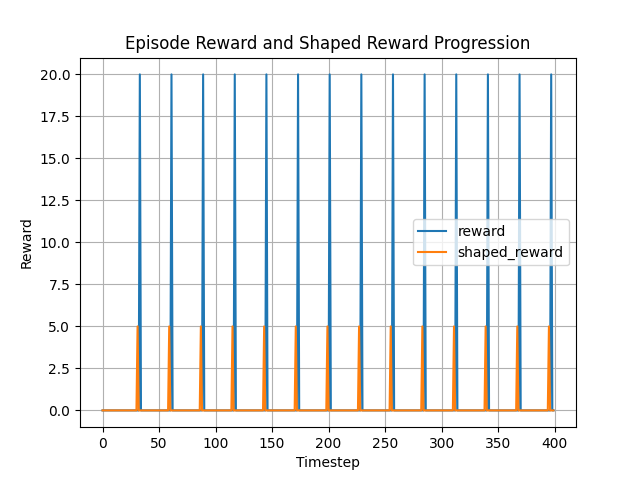 Episode Reward and Shaped Reward Progression
20.0
17.5
15.0
12.5
10.0
7.5
5.0
2.5
0.0
Reward
reward
shaped_reward
0 50 100 150 200 250 300 350 400
Timestep